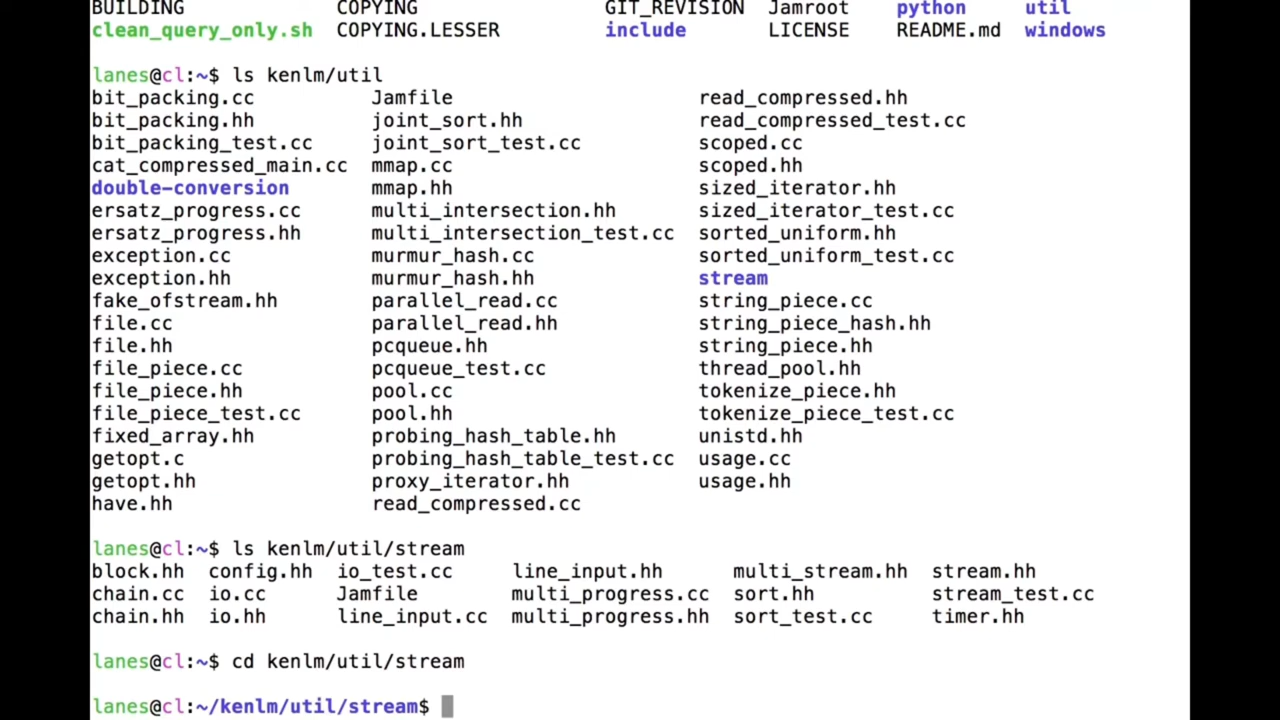 BUILDING COPYING GIT_REVISION Jamroot python util
clean_query_only.sh COPYING.LESSER include LICENSE README.md windows
lanes@cl:~$ ls kenlm/util
bit_packing.cc Jamfile read_compressed.hh
bit_packing.hh joint_sort.hh read_compressed_test.cc
bit_packing_test.cc joint_sort_test.cc scoped.cc
cat_compressed_main.cc mmap.cc scoped.hh
double-conversion mmap.hh sized_iterator.hh
ersatz_progress.cc multi_intersection.hh sized_iterator_test.cc
ersatz_progress.hh multi_intersection_test.cc sorted_uniform.hh
exception.cc murmur_hash.cc sorted_uniform_test.cc
exception.hh murmur_hash.hh stream
fake_ofstream.hh parallel_read.cc string_piece.cc
file.cc parallel_read.hh string_piece_hash.hh
file.hh pcqueue.hh string_piece.hh
file_piece.cc pcqueue_test.cc thread_pool.hh
file_piece.hh pool.cc tokenize_piece.hh
file_piece_test.cc pool.hh tokenize_piece_test.cc
fixed_array.hh probing_hash_table.hh unistd.hh
getopt.c probing_hash_table_test.cc usage.cc
getopt.hh proxy_iterator.hh usage.hh
have.hh read_compressed.cc
lanes@cl:~$ ls kenlm/util/stream
block.hh config.hh io_test.cc line_input.hh multi_stream.hh stream.hh
chain.cc io.cc Jamfile multi_progress.cc sort.hh stream_test.cc
chain.hh io.hh line_input.cc multi_progress.hh sort_test.cc timer.hh
lanes@cl:~$ cd kenlm/util/stream
lanes@cl:~/kenlm/util/stream$